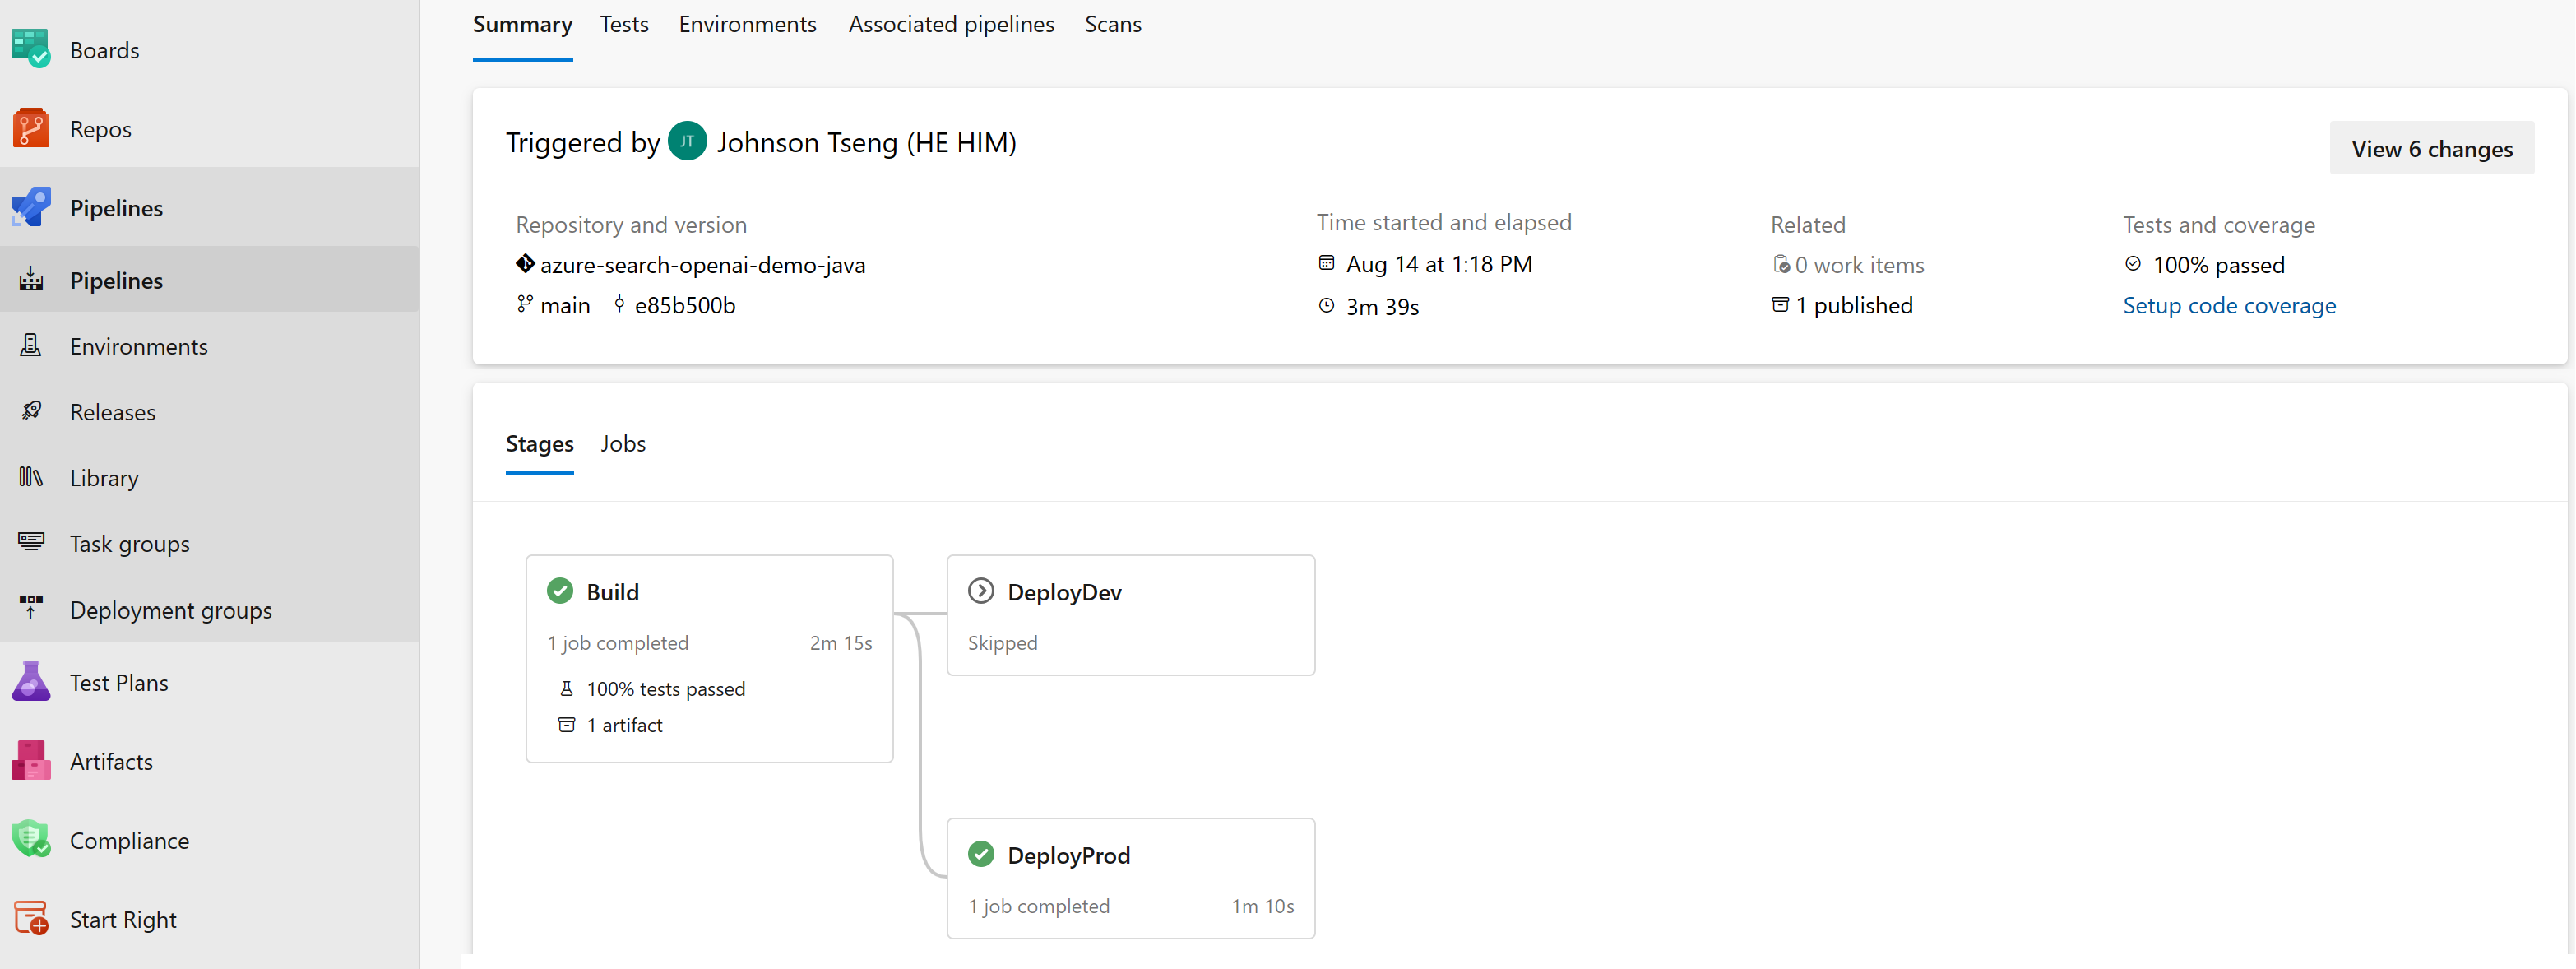 Boards
Repos
Pipelines
Pipelines
Environments
Releases
Library
Task groups
Deployment groups
Test Plans
Artifacts
Compliance
Start Right
Summary Tests Environments Associated pipelines Scans
Triggered by JT Johnson Tseng (HE HIM)
View 6 changes
Repository and version
azure-search-openai-demo-java
main e85b500b
Time started and elapsed
Aug 14 at 1:18 PM
3m 39s
Related
0 work items
1 published
Tests and coverage
100% passed
Setup code coverage
Stages Jobs
Build
1 job completed 2m 15s
100% tests passed
1 artifact
DeployDev
Skipped
DeployProd
1 job completed 1m 10s